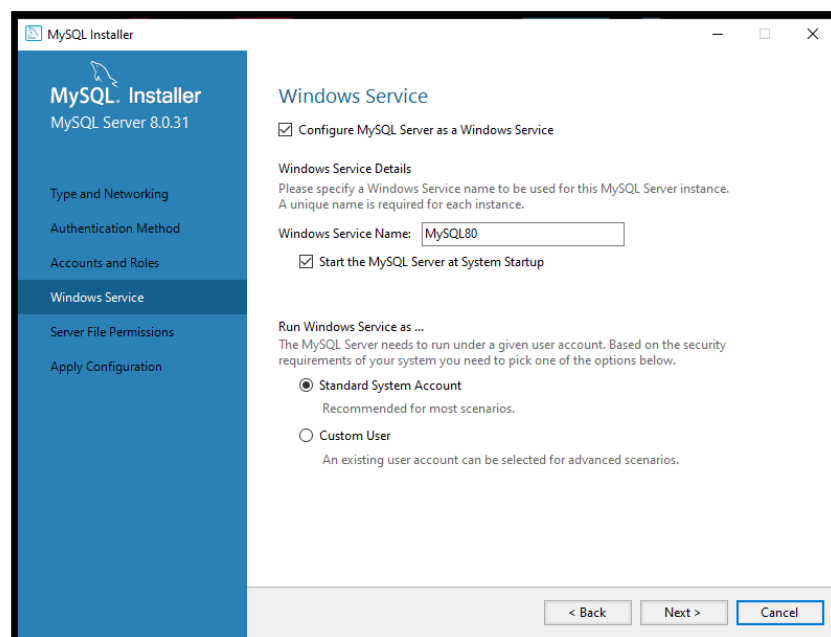 MySQL Installer
MySQL. Installer
MySQL Server 8.0.31
Type and Networking
Authentication Method
Accounts and Roles
Windows Service
Server File Permissions
Apply Configuration
Windows Service
Configure MySQL Server as a Windows Service
Windows Service Details
Please specify a Windows Service name to be used for this MySQL Server instance.
A unique name is required for each instance.
Windows Service Name: MySQL80
Start the MySQL Server at System Startup
Run Windows Service as ...
The MySQL Server needs to run under a given user account. Based on the security
requirements of your system you need to pick one of the options below.
Standard System Account
Recommended for most scenarios.
Custom User
An existing user account can be selected for advanced scenarios.
< Back Next > Cancel